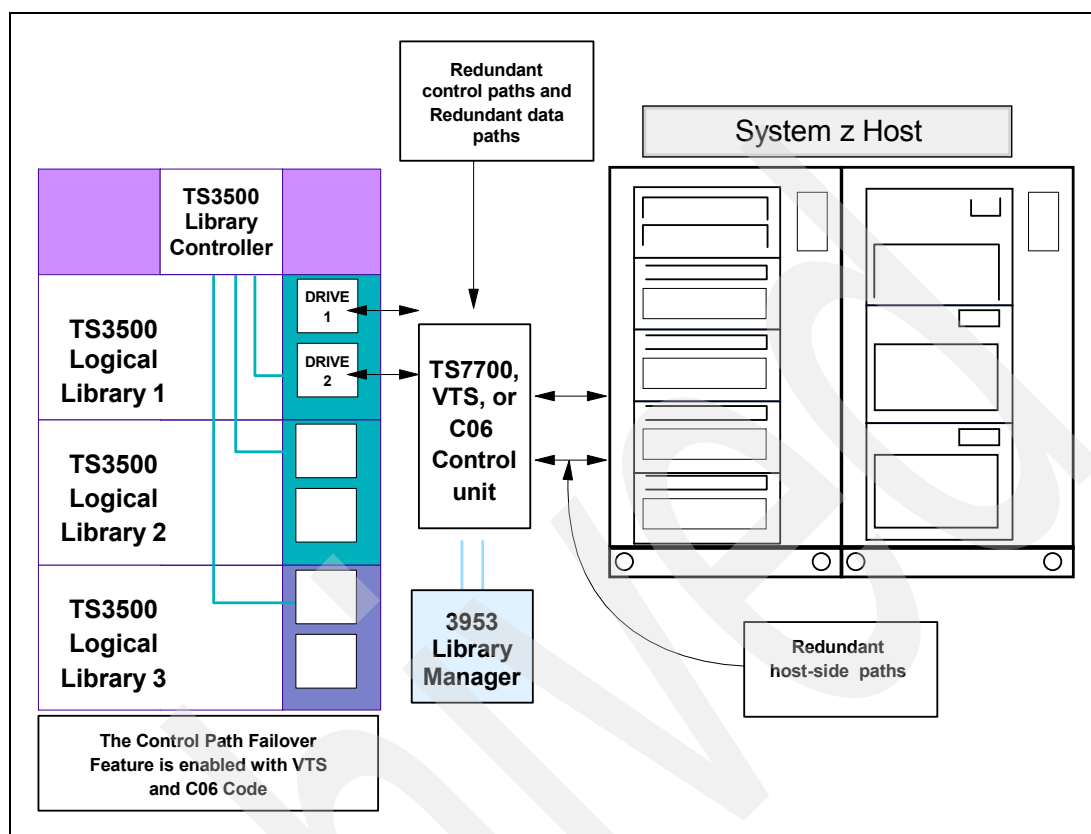 Redundant
control paths and
Redundant data
paths
System z Host
TS3500
Library
Controller
DRIVE
1
DRIVE
2
TS3500
Logical
Library 1
TS3500
Logical
Library 2
TS3500
Logical
Library 3
TS7700,
VTS, or
C06
Control
unit
3953
Library
Manager
Redundant
host-side paths
The Control Path Failover
Feature is enabled with VTS
and C06 Code